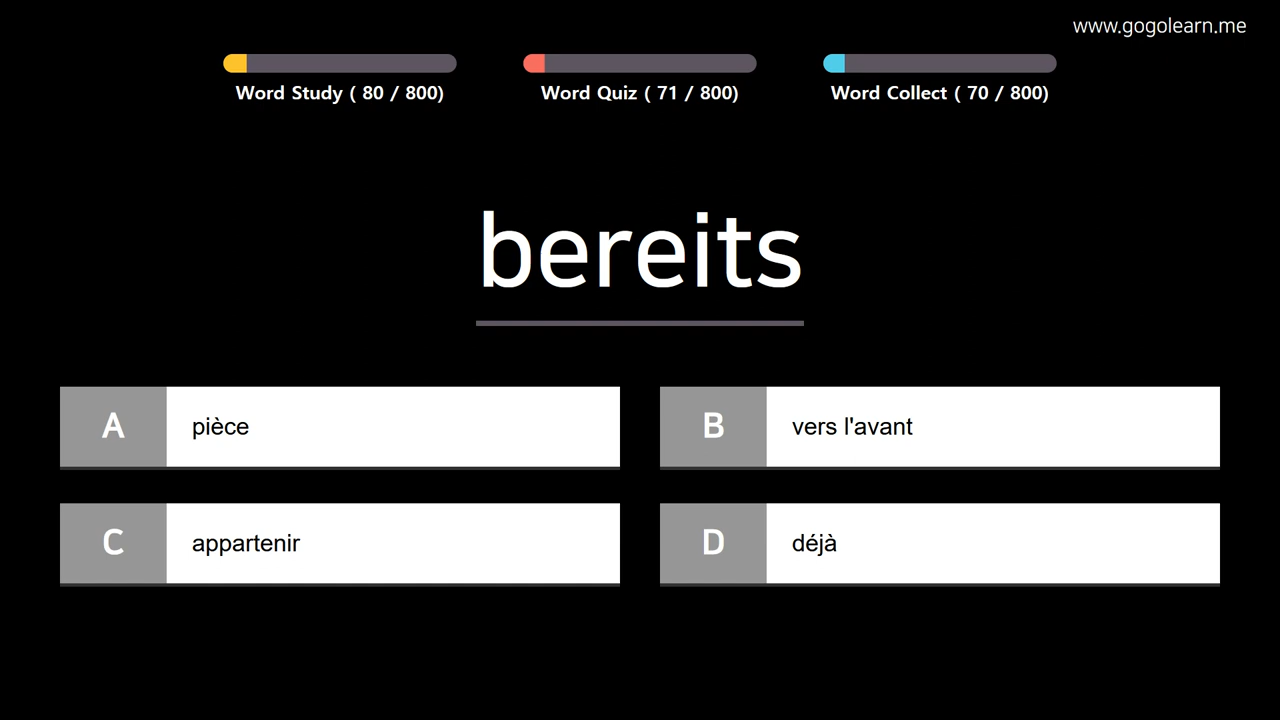 www.gogolearn.me
Word Study ( 80 / 800)
Word Quiz ( 71 / 800)
Word Collect ( 70 / 800)
bereits
A pièce
B vers l'avant
C appartenir
D déjà